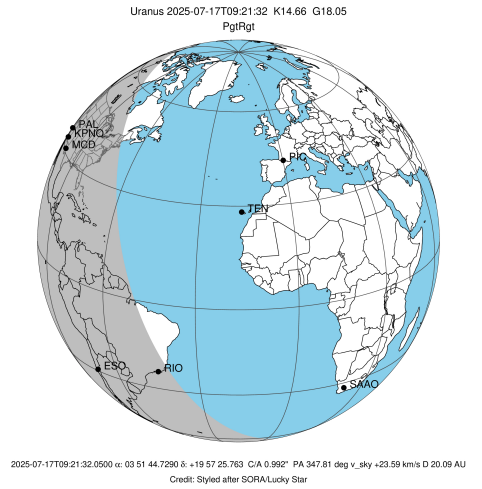 Uranus 2025-07-17T09:21:32 K14.66 G18.05
PgtRgt
PAL
KPNO
MCD
PIC
TEN
ESO
RIO
SAAO
2025-07-17T09:21:32.0500 α: 03 51 44.7290 δ: +19 57 25.763 C/A 0.992" PA 347.81 deg v_sky +23.59 km/s D 20.09 AU
Credit: Styled after SORA/Lucky Star